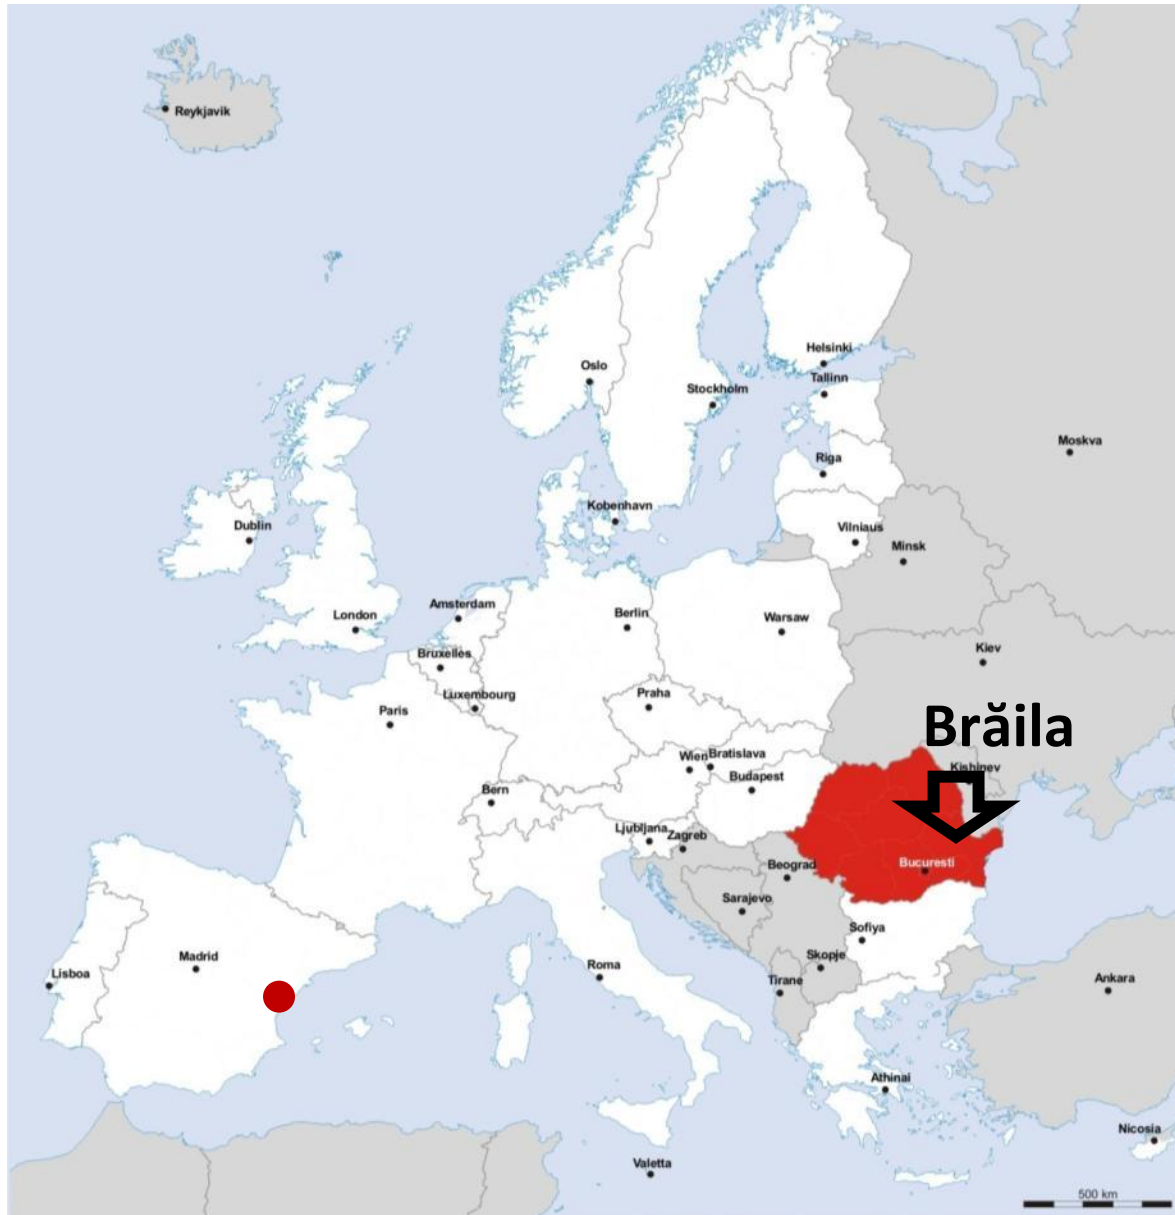 Reykjavik
Helsinki
Oslo
Tallinn
Stockholm
Moskva
Riga
Kobenhavn
Dublin
Vilniaus
Minsk
Amsterdam
London
Berlin
Warsaw
Bruxelles
Kiev
Luxembourg
Praha
Paris
Brăila
Wien
Bratislava
Kishinev
Budapest
Bern
Ljubljana
Zagreb
Beograd
Bucuresti
Sarajevo
Sofiya
Madrid
Skopje
Roma
Lisboa
Tirane
Ankara
Athinai
Nicosia
Valetta
500 km